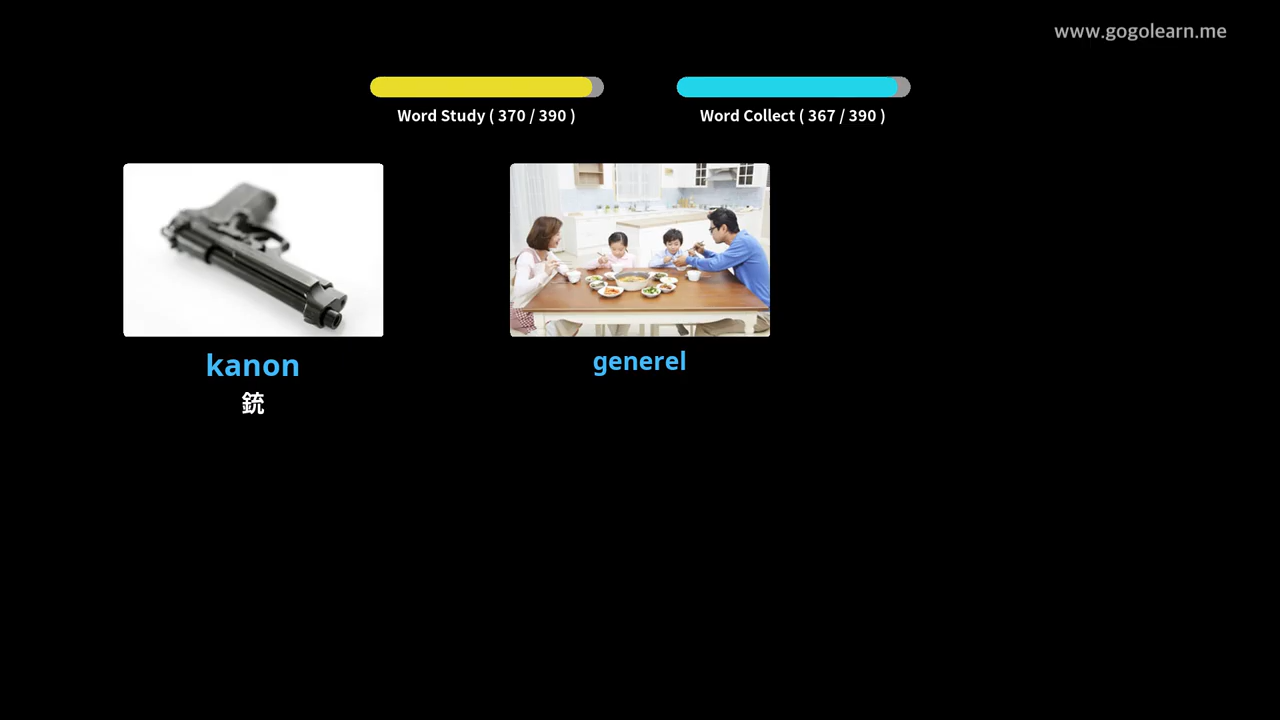 www.gogolearn.me
Word Study ( 370 / 390 )
Word Collect ( 367 / 390 )
kanon
銃
generel